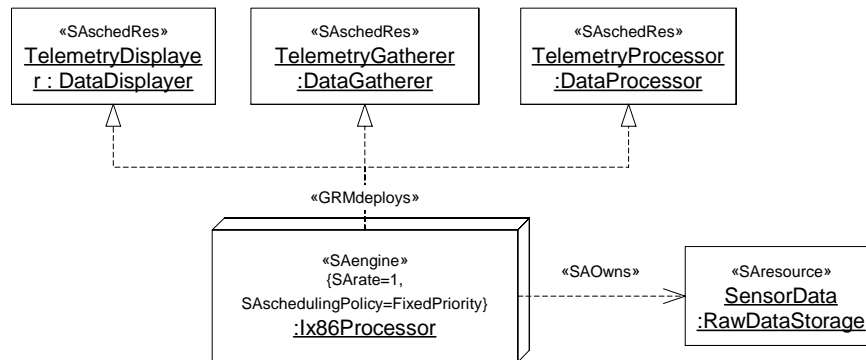 «SAschedRes»
TelemetryDisplaye
r : DataDisplayer
«SAschedRes»
TelemetryGatherer
:DataGatherer
«SAschedRes»
TelemetryProcessor
:DataProcessor
«GRMdeploys»
«SAengine»
{SArate=1,
SAschedulingPolicy=FixedPriority}
:Ix86Processor
«SAOwns»
«SAresource»
SensorData
:RawDataStorage